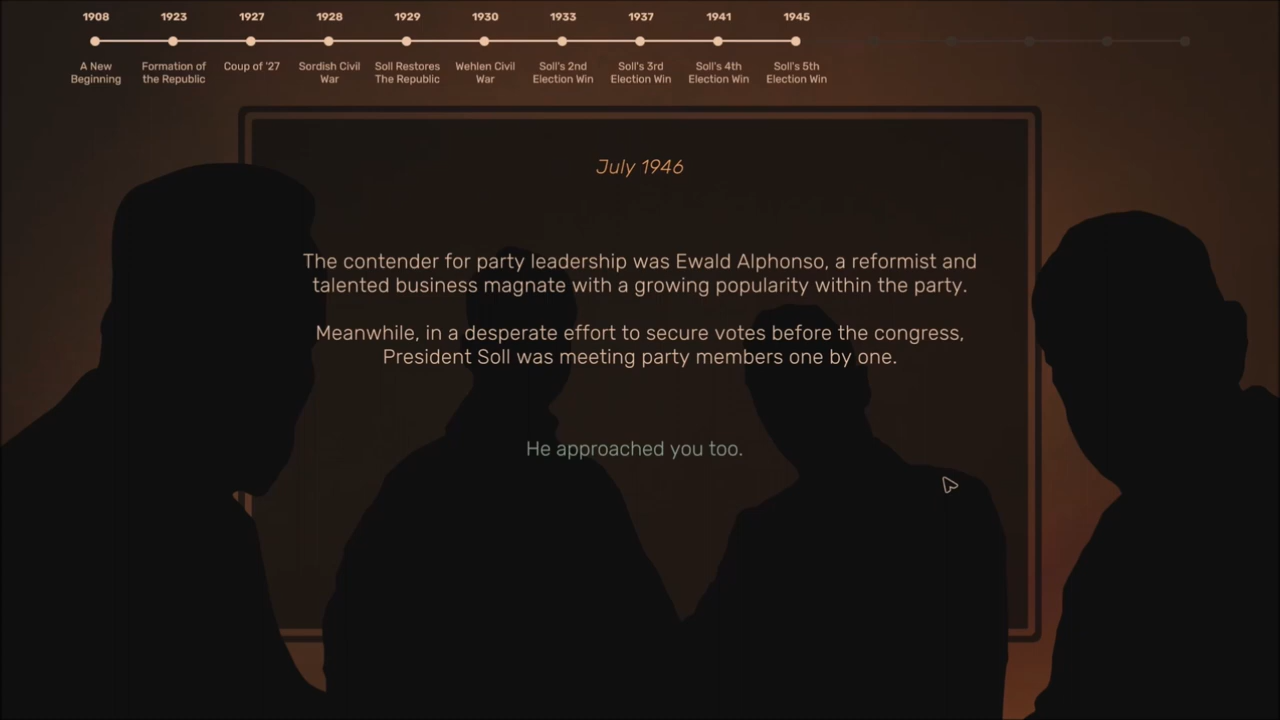 1908 1923 1927 1928 1929 1930 1933 1937 1941 1945
A New Beginning
Formation of the Republic
Coup of '27
Sordish Civil War
Soll Restores The Republic
Wehlen Civil War
Soll's 2nd Election Win
Soll's 3rd Election Win
Soll's 4th Election Win
Soll's 5th Election Win
July 1946
The contender for party leadership was Ewald Alphonso, a reformist and
talented business magnate with a growing popularity within the party.
Meanwhile, in a desperate effort to secure votes before the congress,
President Soll was meeting party members one by one.
He approached you too.